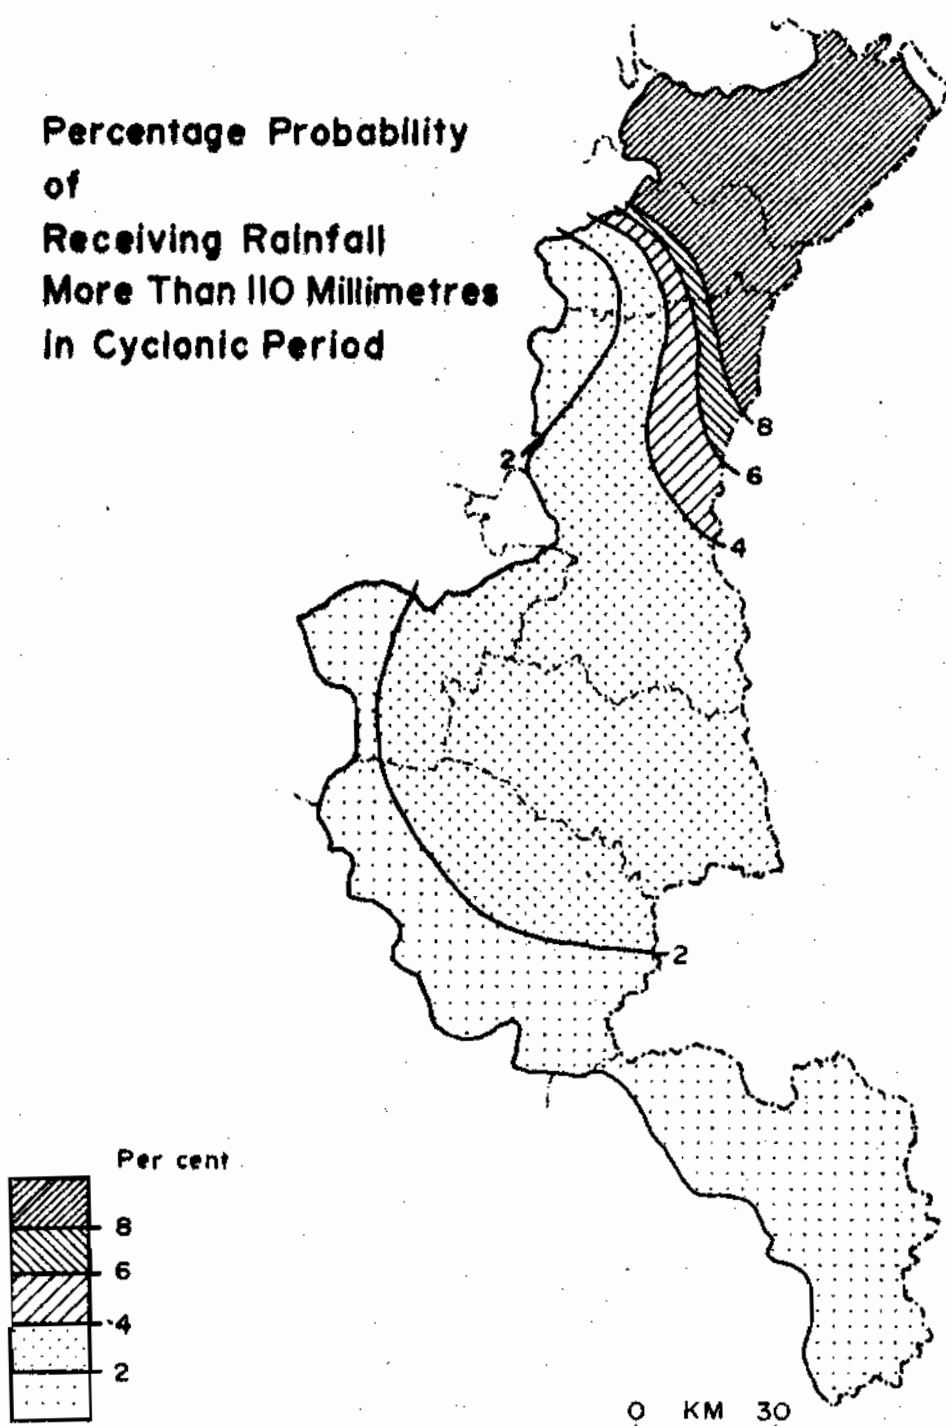 Percentage Probability
of
Receiving Rainfall
More Than 110 Millimetres
in Cyclonic Period
8
6
4
2
2
Per cent
8
6
4
2
0 KM 30